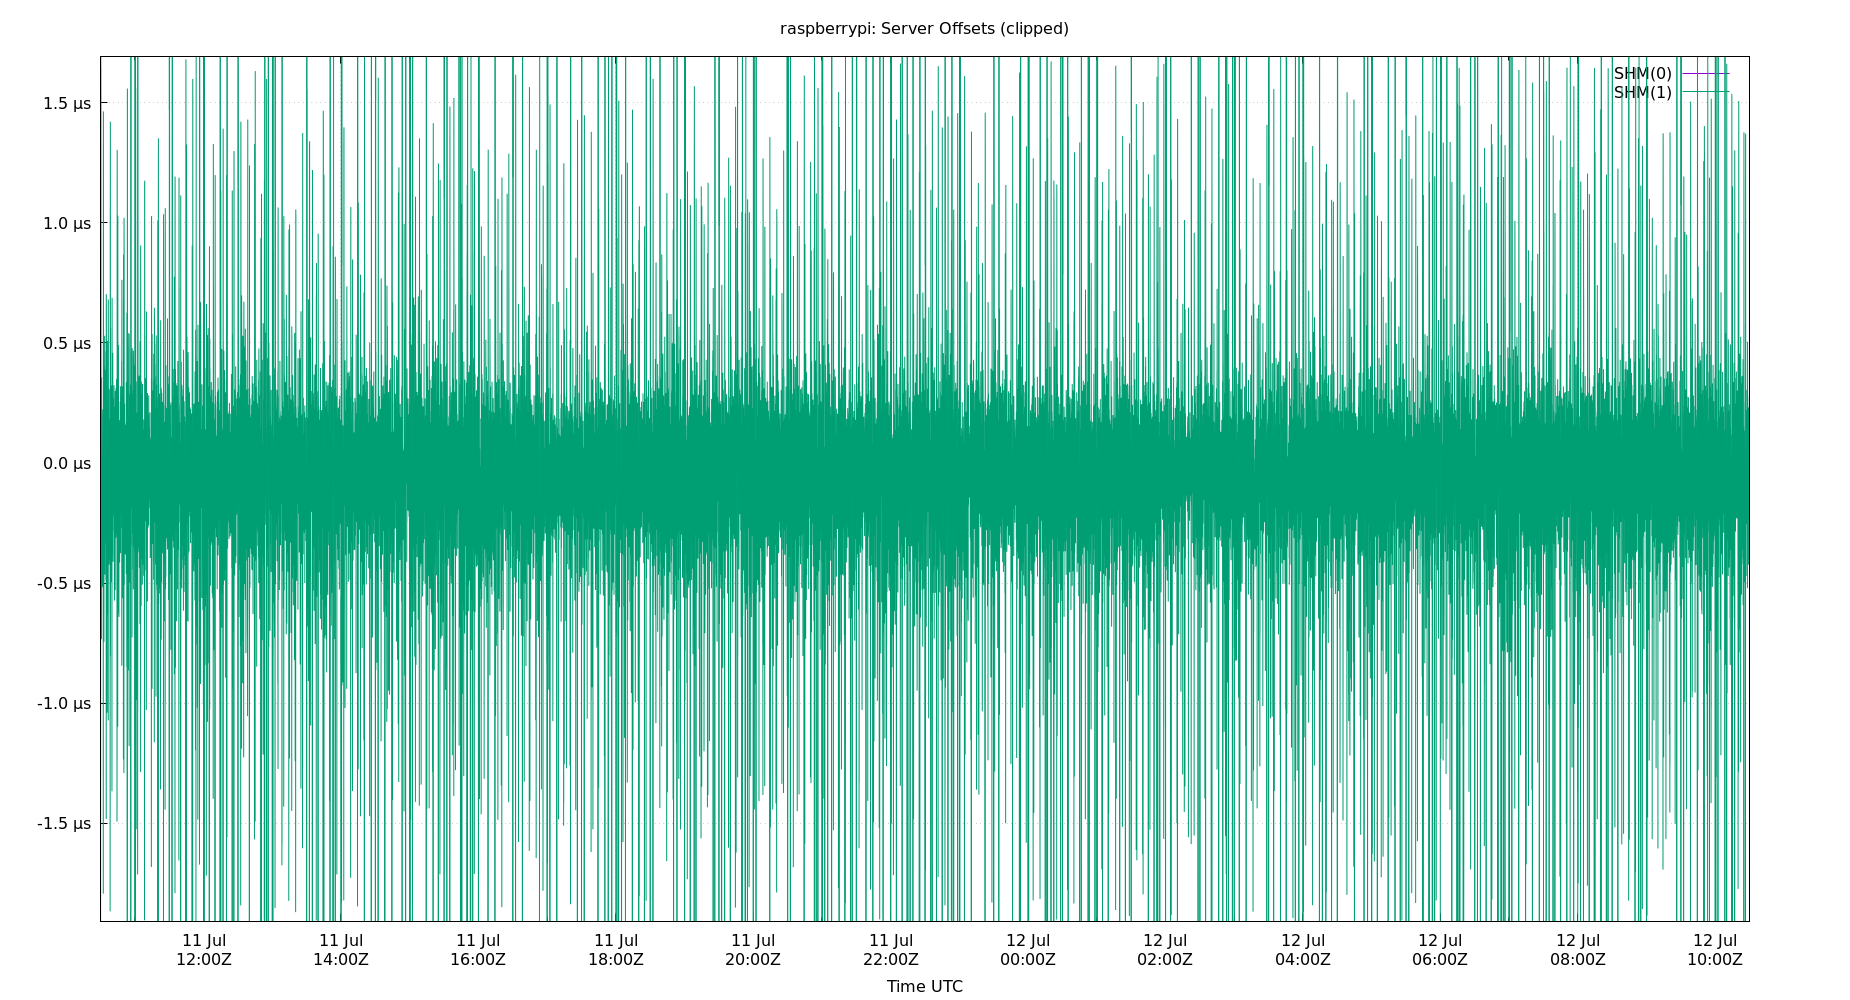 raspberrypi: Server Offsets (clipped)
SHM(0)
SHM(1)
1.5 µs
1.0 µs
0.5 µs
0.0 µs
-0.5 µs
-1.0 µs
-1.5 µs
11 Jul 11 Jul 11 Jul 11 Jul 11 Jul 11 Jul 12 Jul 12 Jul 12 Jul 12 Jul 12 Jul 12 Jul
12:00Z 14:00Z 16:00Z 18:00Z 20:00Z 22:00Z 00:00Z 02:00Z 04:00Z 06:00Z 08:00Z 10:00Z
Time UTC